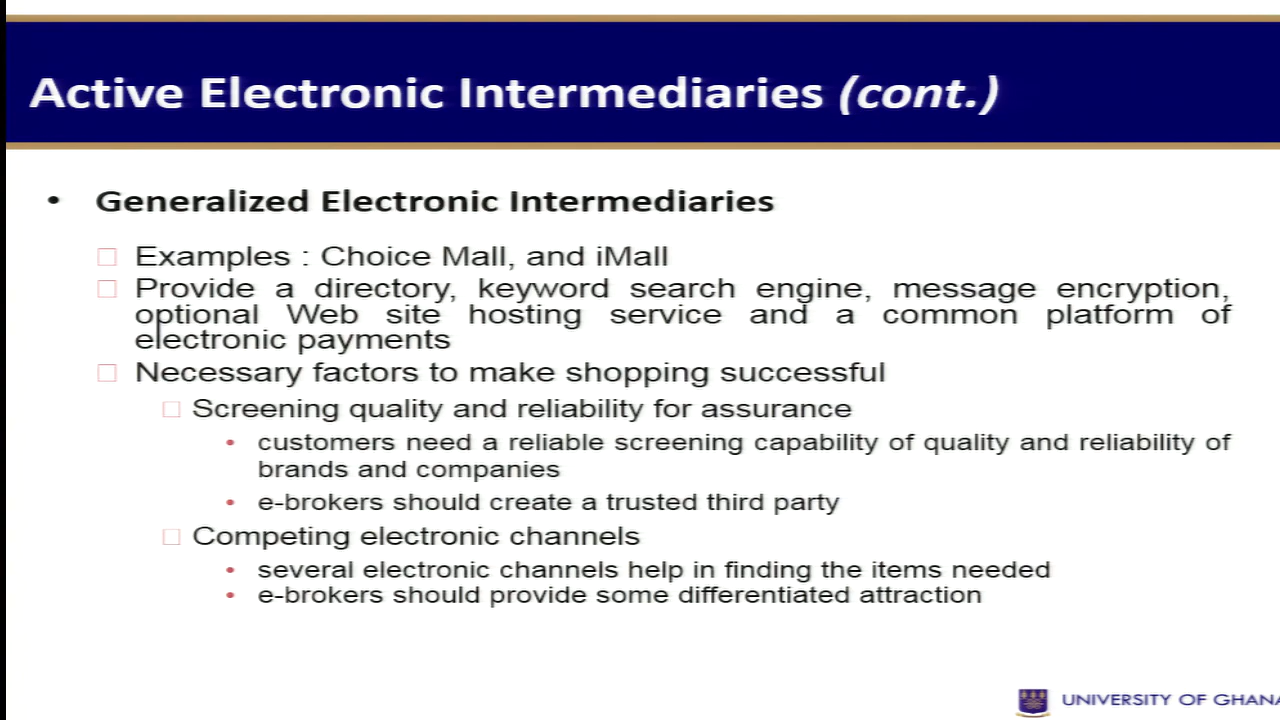 Active Electronic Intermediaries (cont.)
• Generalized Electronic Intermediaries
Examples : Choice Mall, and iMall
Provide a directory, keyword search engine, message encryption,
optional Web site hosting service and a common platform of
electronic payments
Necessary factors to make shopping successful
Screening quality and reliability for assurance
• customers need a reliable screening capability of quality and reliability of
brands and companies
• e-brokers should create a trusted third party
Competing electronic channels
• several electronic channels help in finding the items needed
• e-brokers should provide some differentiated attraction
UNIVERSITY OF GHANA